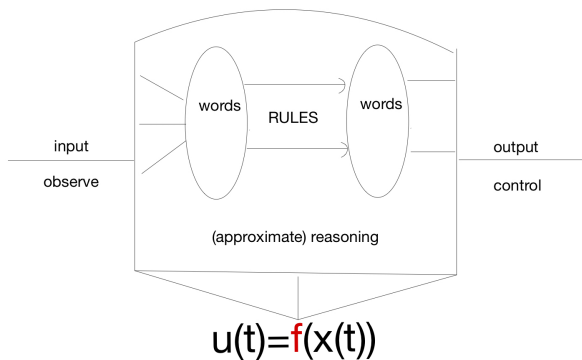 words
words
RULES
input
observe
output
control
(approximate) reasoning
u(t)=f(x(t))